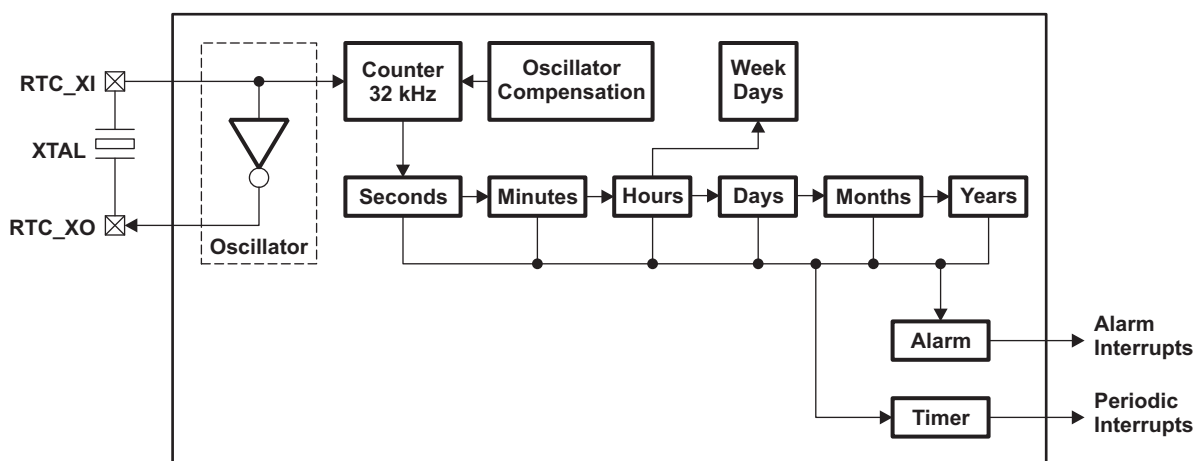 RTC_XI
XTAL
RTC_XO
Oscillator
Counter
32 kHz
Oscillator
Compensation
Week
Days
Seconds
Minutes
Hours
Days
Months
Years
Alarm
Alarm
Interrupts
Timer
Periodic
Interrupts